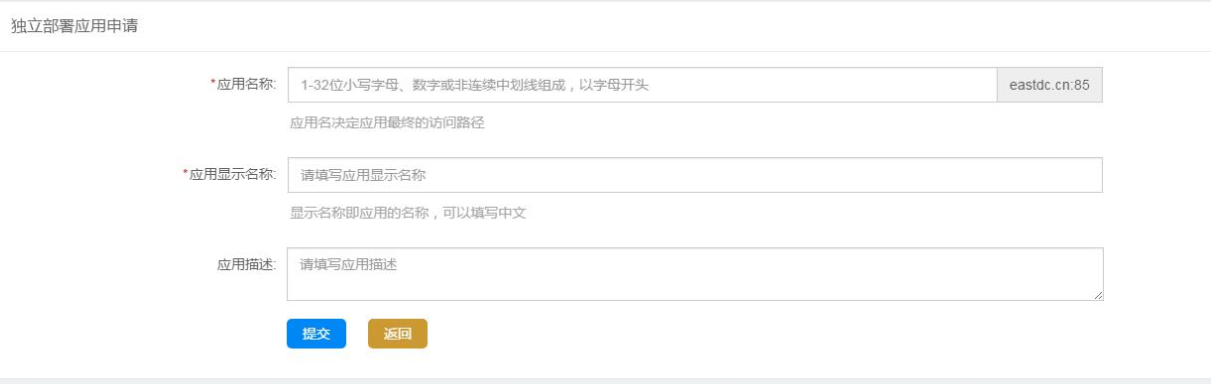 独立部署应用申请
*应用名称: 1-32位小写字母、数字或非连续中划线组成，以字母开头 eastdc.cn:85
应用名决定应用最终的访问路径
*应用显示名称: 请填写应用显示名称
显示名称即应用的名称，可以填写中文
应用描述: 请填写应用描述
提交 返回